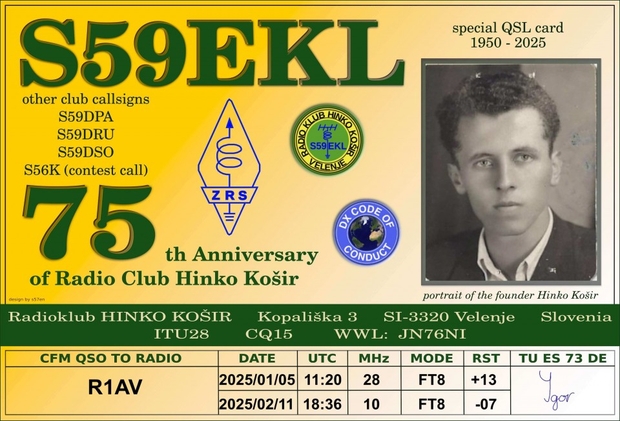 S59EKL
special QSL card
1950 - 2025
other club callsigns
S59DPA
S59DRU
S59DSO
S56K (contest call)
ZRS
RADIO KLUB HINKO KOŠIR
S59EKL
VELENJE
DX CODE OF
CONDUCT
75
th Anniversary
of Radio Club Hinko Košir
design by s57en
portrait of the founder Hinko Košir
Radioklub HINKO KOŠIR Kopališka 3 SI-3320 Velenje Slovenia
ITU28 CQ15 WWL: JN76NI
CFM QSO TO RADIO DATE UTC MHz MODE RST TU ES 73 DE
R1AV
2025/01/05 11:20 28 FT8 +13
2025/02/11 18:36 10 FT8 -07
Igor